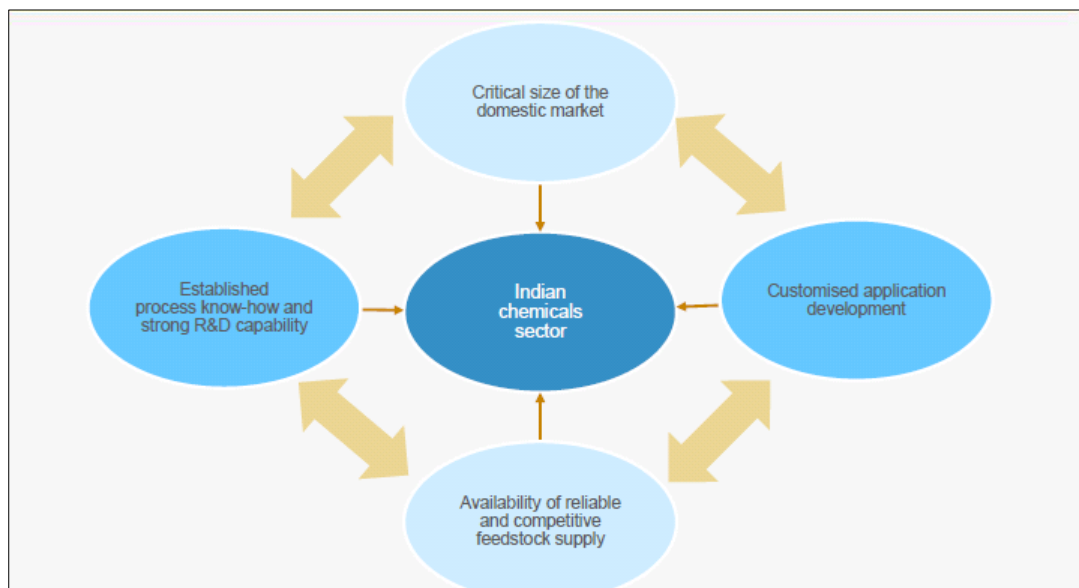 Critical size of the
domestic market
Established
process know-how and
strong R&D capability
Indian
chemicals
sector
Customised application
development
Availability of reliable
and competitive
feedstock supply